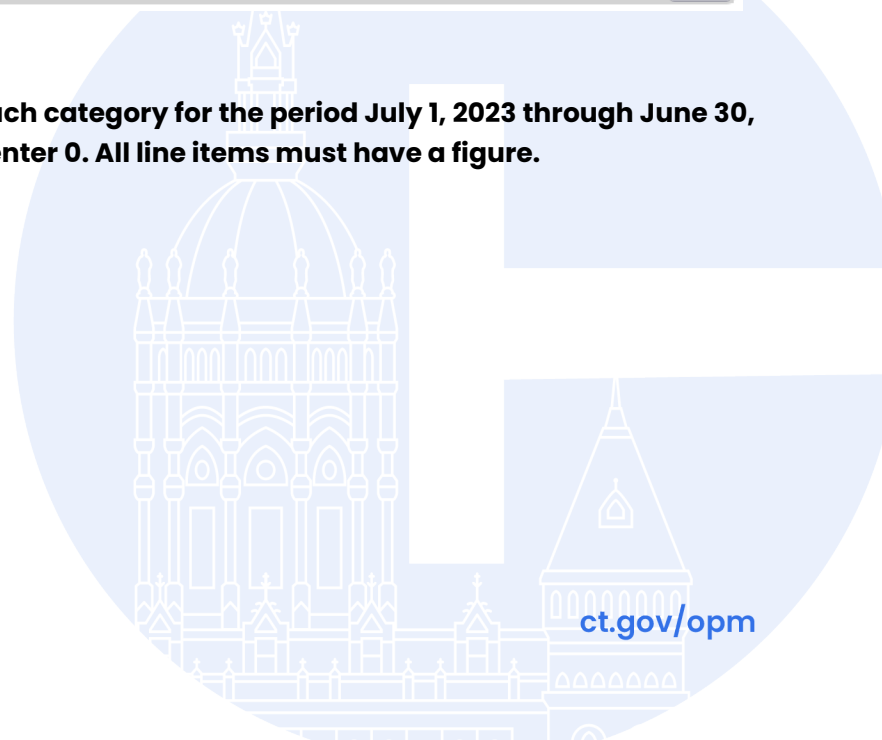 ch category for the period July 1, 2023 through June 30,
enter 0. All line items must have a figure.
ct.gov/opm